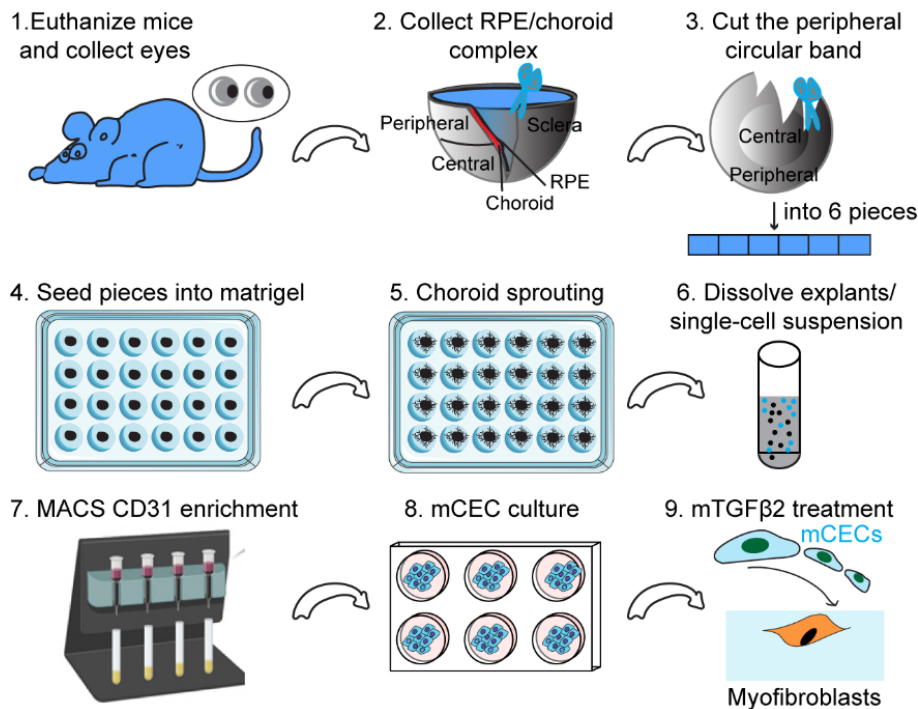 1.Euthanize mice
and collect eyes
2. Collect RPE/choroid
complex
Peripheral
Sclera
Central
RPE
Choroid
3. Cut the peripheral
circular band
Central
Peripheral
into 6 pieces
4. Seed pieces into matrigel
5. Choroid sprouting
6. Dissolve explants/
single-cell suspension
7. MACS CD31 enrichment
8. mCEC culture
9. mTGFβ2 treatment
mCECs
Myofibroblasts